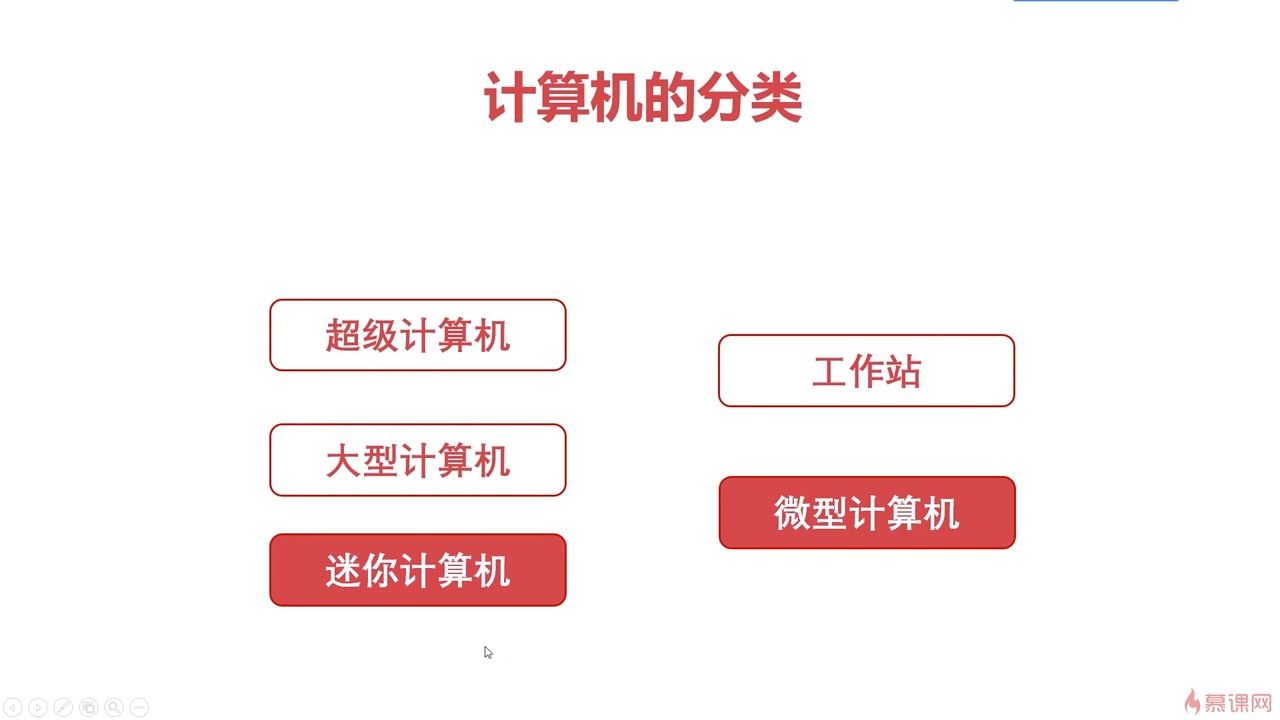 计算机的分类
超级计算机
大型计算机
迷你计算机
工作站
微型计算机
慕课网